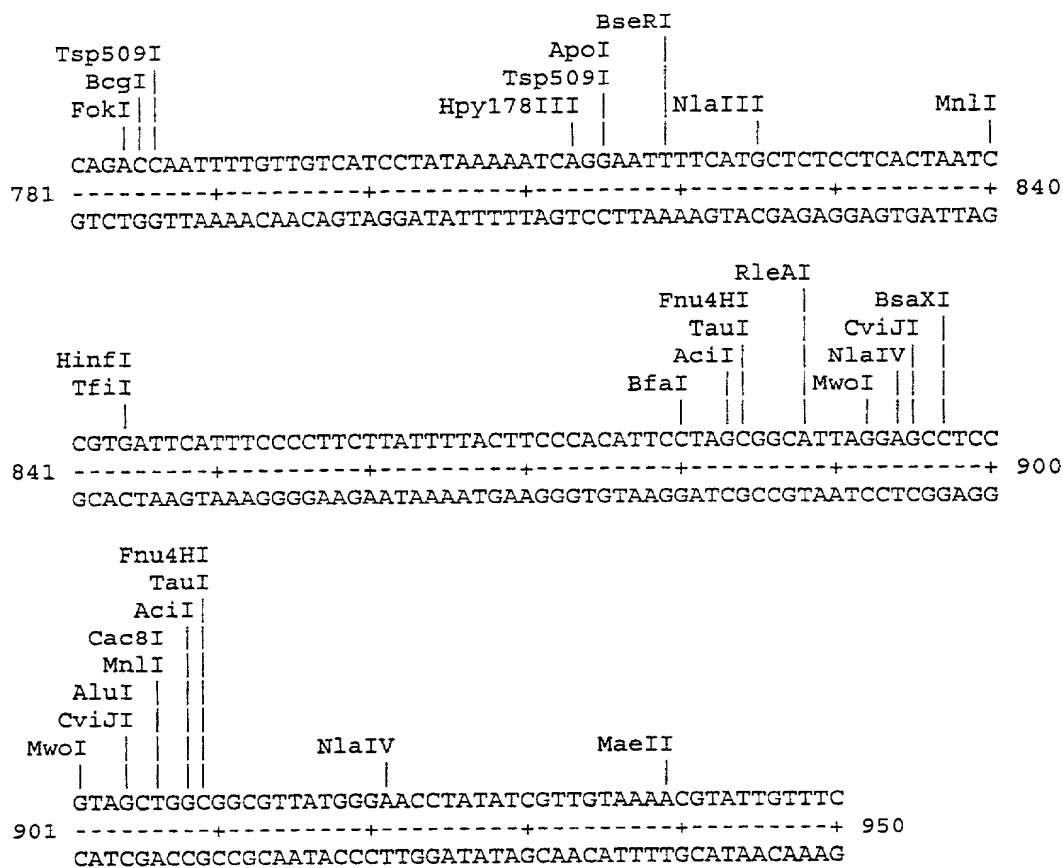 BseRI
ApoI
Tsp509I
Tsp509I
BcgI
FokI Hpy178III NlaIII MnlI
CAGACCAATTTTGTTGTCATCCTATAAAAATCAGGAATTTTCATGCTCTCCTCACTAATC
781 ---------+---------+---------+---------+---------+---------+ 840
GTCTGGTTAAAACAACAGTAGGATATTTTTAGTCCTTAAAAGTACGAGAGGAGTGATTAG
RleAI
Fnu4HI BsaXI
TauI CviJI
HinfI AciI NlaIV
TfiI BfaI MwoI
CGTGATTCATTTCCCCTTCTTATTTTACTTCCCACATTCCTAGCGGCATTAGGAGCCTCC
841 ---------+---------+---------+---------+---------+---------+ 900
GCACTAAGTAAAGGGGAAGAATAAAATGAAGGGTGTAAGGATCGCCGTAATCCTCGGAGG
Fnu4HI
TauI
AciI
Cac8I
MnlI
AluI
CviJI
MwoI NlaIV MaeII
GTAGCTGGCGGCGTTATGGGAACCTATATCGTTGTAAAACGTATTGTTTC
901 ---------+---------+---------+---------+---------+ 950
CATCGACCGCCGCAATACCCTTGGATATAGCAACATTTTGCATAACAAAG